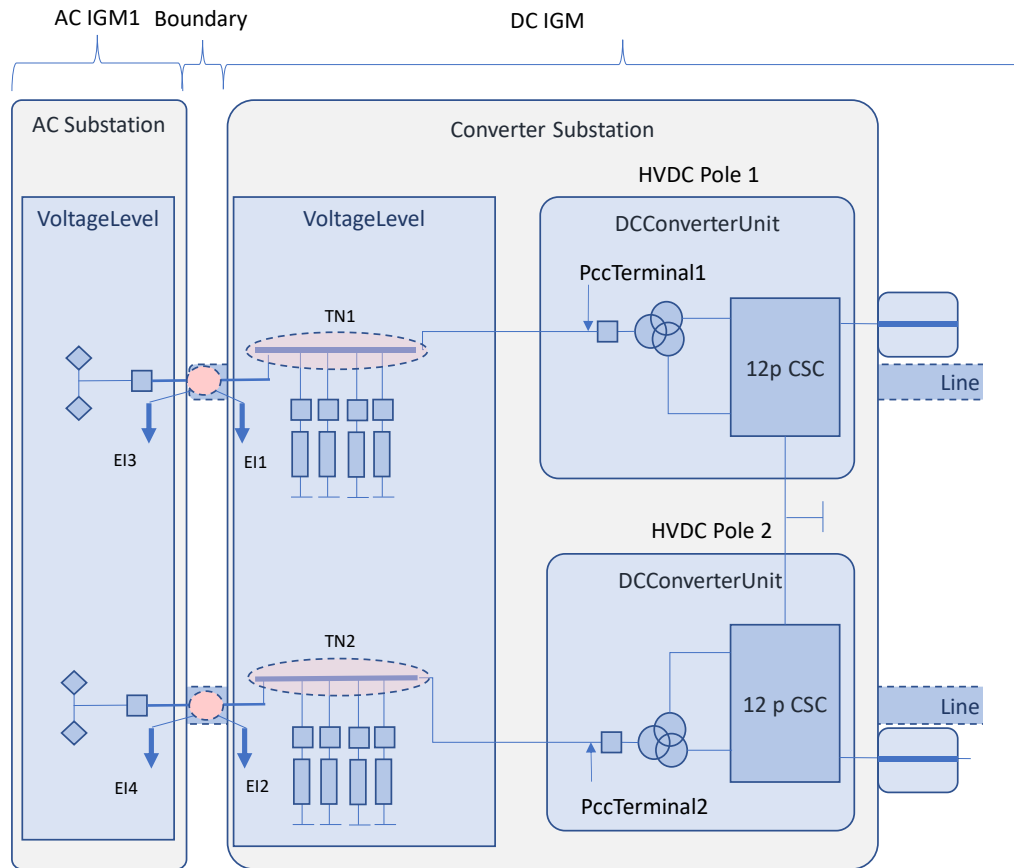 AC IGM1
Boundary
DC IGM
AC Substation
Converter Substation
HVDC Pole 1
VoltageLevel
VoltageLevel
DCConverterUnit
PccTerminal1
TN1
12p CSC
Line
EI3
EI1
HVDC Pole 2
DCConverterUnit
TN2
12 p CSC
Line
EI4
EI2
PccTerminal2